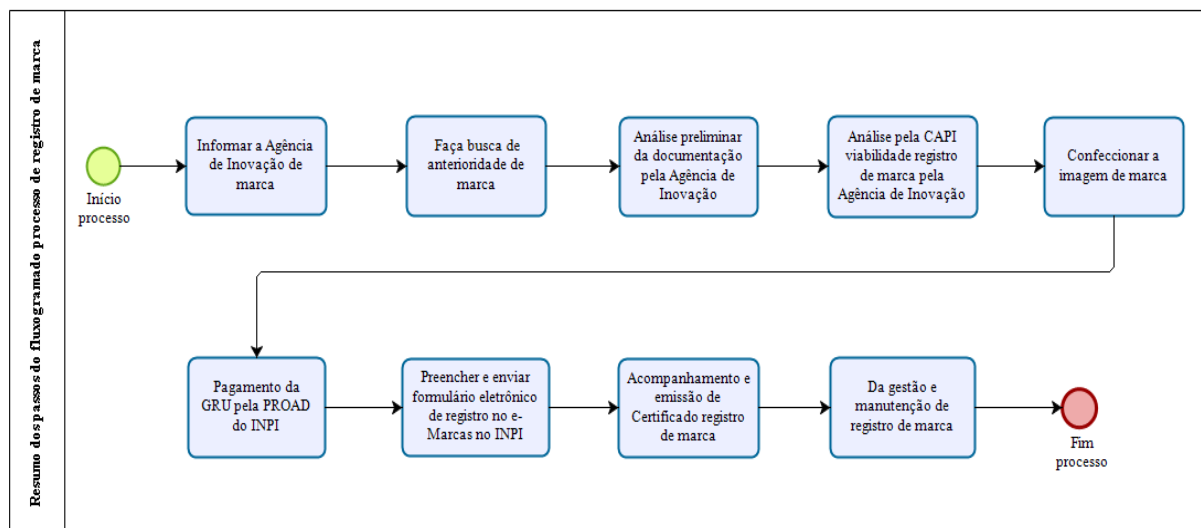 Resumo dos passos do fluxogramado processo de registro de marca
Início
processo
Informar a Agência
de Inovação de
marca
Faça busca de
anterioridade de
marca
Análise preliminar
da documentação
pela Agência de
Inovação
Análise pela CAPI
viabilidade registro
de marca pela
Agência de Inovação
Confeccionar a
imagem de marca
Pagamento da
GRU pela PROAD
do INPI
Preencher e enviar
formulário eletrônico
de registro no e-
Marcas no INPI
Acompanhamento e
emissão de
Certificado registro
de marca
Da gestão e
manutenção de
registro de marca
Fim
processo